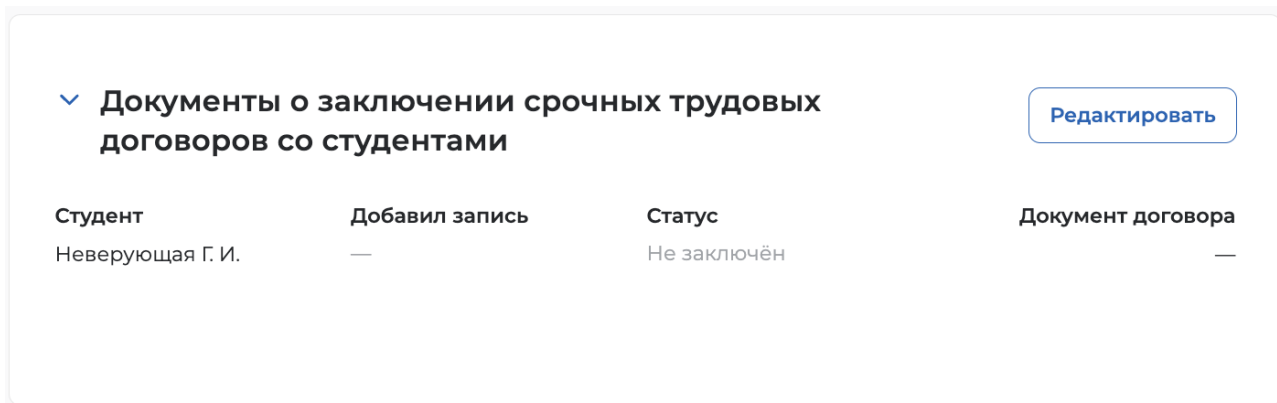 Документы о заключении срочных трудовых
договоров со студентами
Редактировать
Студент Добавил запись Статус Документ договора
Неверующая Г. И. — Не заключён —